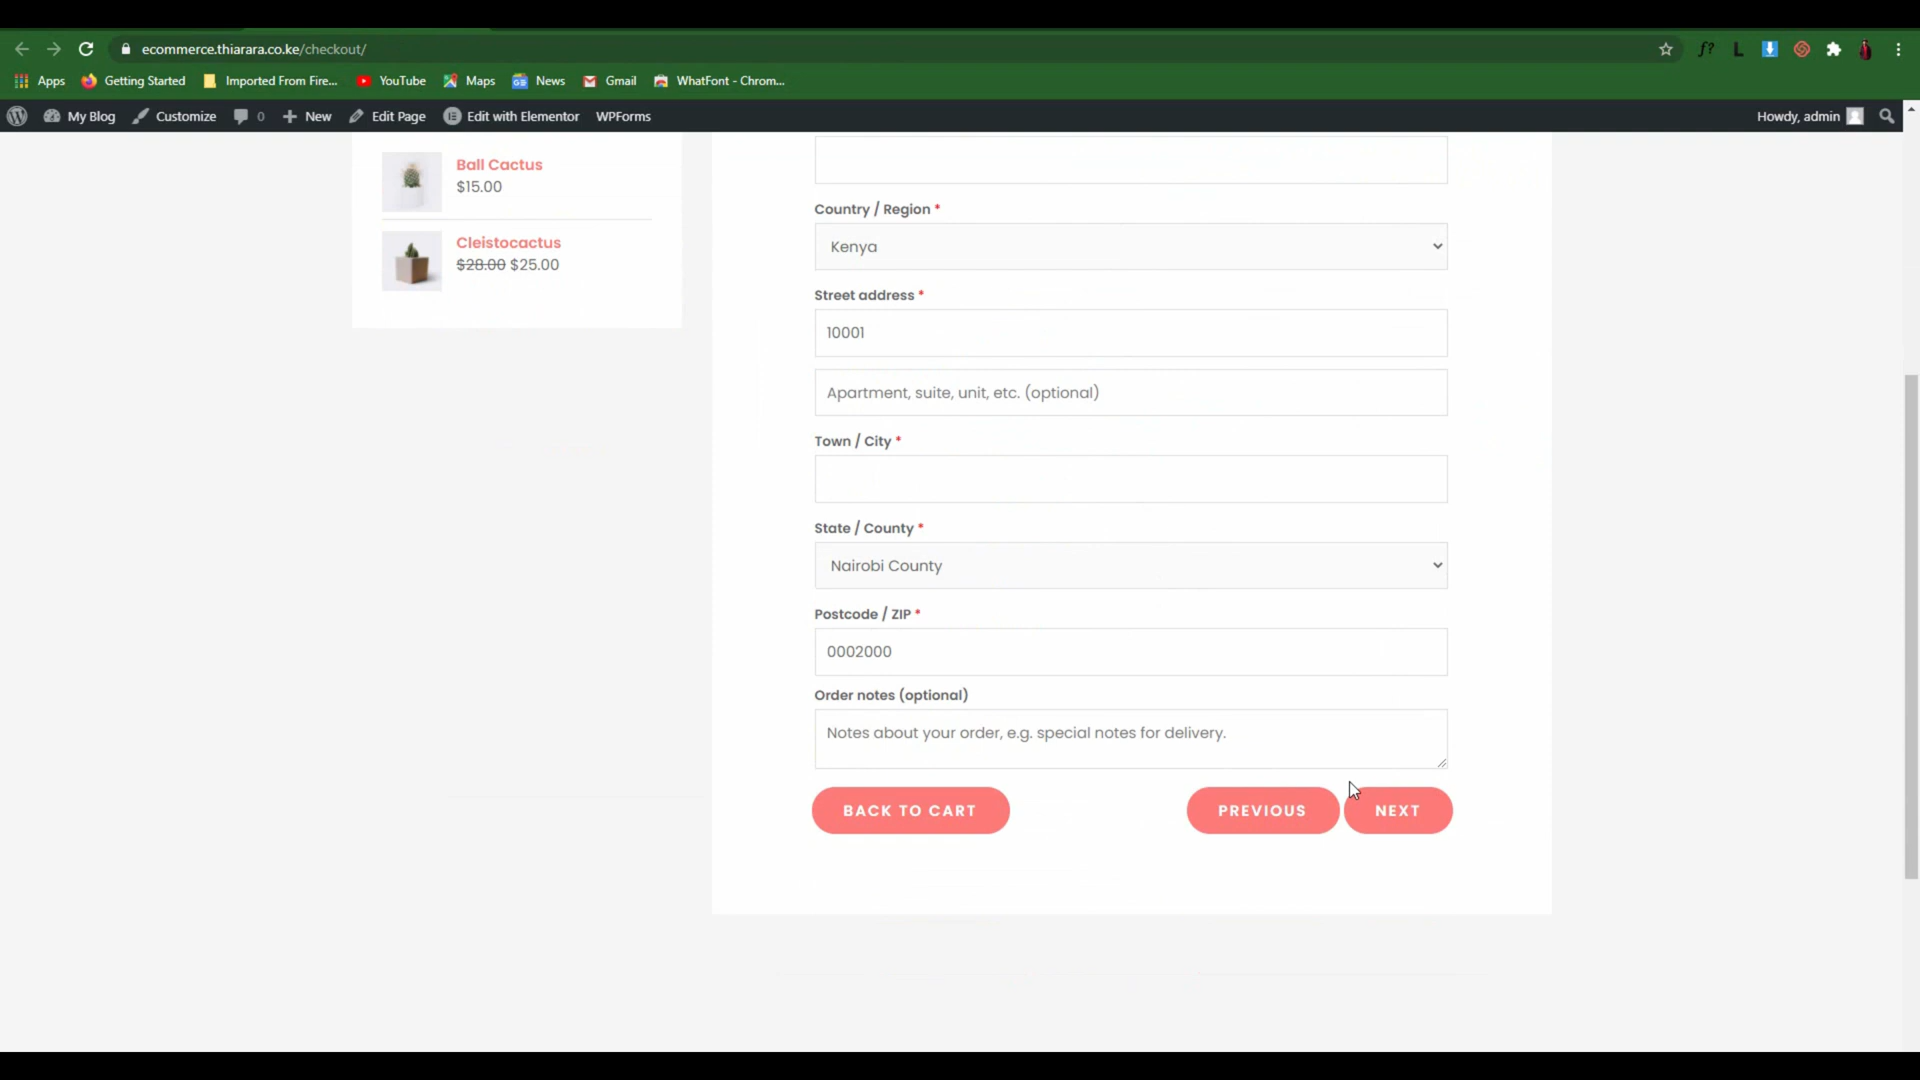 ecommerce.thiarara.co.ke/checkout/
f?
L
Apps
Getting Started
Imported From Fire...
YouTube
Maps
News
Gmail
WhatFont - Chrom...
My Blog
Customize
0
New
Edit Page
Edit with Elementor
WPForms
Howdy, admin
Ball Cactus
$15.00
Cleistocactus
$28.00 $25.00
Country / Region *
Kenya
Street address *
10001
Apartment, suite, unit, etc. (optional)
Town / City *
State / County *
Nairobi County
Postcode / ZIP *
0002000
Order notes (optional)
Notes about your order, e.g. special notes for delivery.
BACK TO CART
PREVIOUS
NEXT